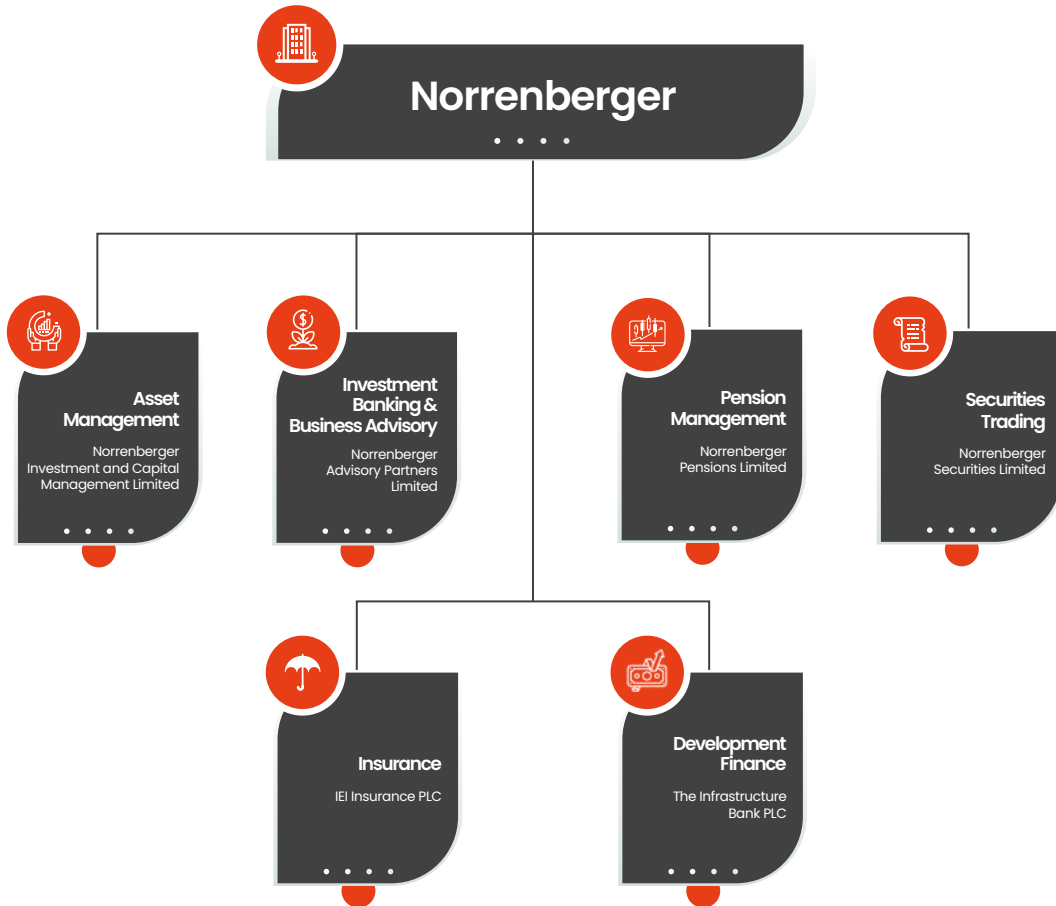 Norrenberger
Asset
Management
Norrenberger
Investment and Capital
Management Limited
Investment
Banking &
Business Advisory
Norrenberger
Advisory Partners
Limited
Pension
Management
Norrenberger
Pensions Limited
Securities
Trading
Norrenberger
Securities Limited
Insurance
IEI Insurance PLC
Development
Finance
The Infrastructure
Bank PLC